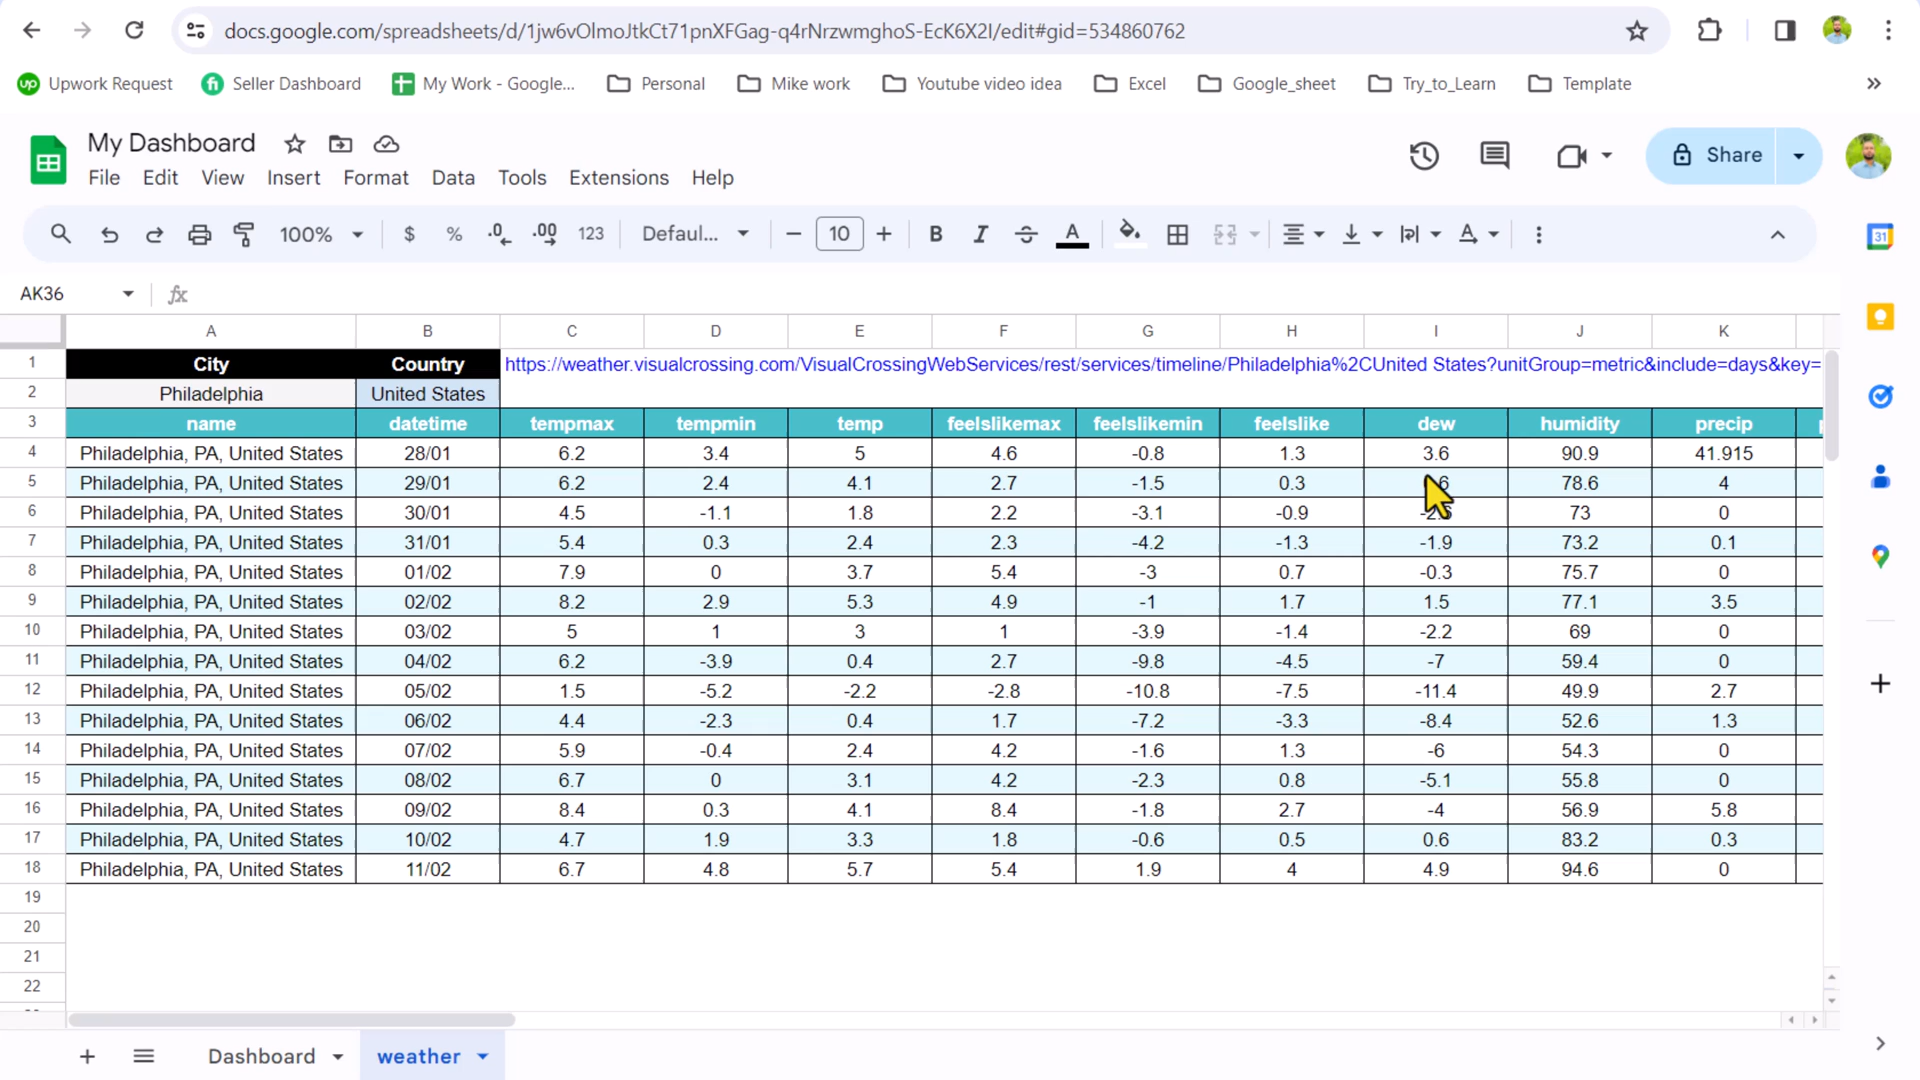 docs.google.com/spreadsheets/d/1jw6vOlmoJtkCt71pnXFGag-q4rNrzwmghoS-EcK6X2I/edit#gid=534860762
Upwork Request Seller Dashboard My Work - Google... Personal Mike work Youtube video idea Excel Google_sheet Try_to_Learn Template
My Dashboard
File Edit View Insert Format Data Tools Extensions Help
Share
100% $ % .0 .00 123 Defaul... 10 B I A
AK36 fx
A B C D E F G H I J K
1 City Country https://weather.visualcrossing.com/VisualCrossingWebServices/rest/services/timeline/Philadelphia%2CUnited States?unitGroup=metric&include=days&key=
2 Philadelphia United States
3 name datetime tempmax tempmin temp feelslikemax feelslikemin feelslike dew humidity precip
4 Philadelphia, PA, United States 28/01 6.2 3.4 5 4.6 -0.8 1.3 3.6 90.9 41.915
5 Philadelphia, PA, United States 29/01 6.2 2.4 4.1 2.7 -1.5 0.3 78.6 4
6 Philadelphia, PA, United States 30/01 4.5 -1.1 1.8 2.2 -3.1 -0.9 73 0
7 Philadelphia, PA, United States 31/01 5.4 0.3 2.4 2.3 -4.2 -1.3 -1.9 73.2 0.1
8 Philadelphia, PA, United States 01/02 7.9 0 3.7 5.4 -3 0.7 -0.3 75.7 0
9 Philadelphia, PA, United States 02/02 8.2 2.9 5.3 4.9 -1 1.7 1.5 77.1 3.5
10 Philadelphia, PA, United States 03/02 5 1 3 1 -3.9 -1.4 -2.2 69 0
11 Philadelphia, PA, United States 04/02 6.2 -3.9 0.4 2.7 -9.8 -4.5 -7 59.4 0
12 Philadelphia, PA, United States 05/02 1.5 -5.2 -2.2 -2.8 -10.8 -7.5 -11.4 49.9 2.7
13 Philadelphia, PA, United States 06/02 4.4 -2.3 0.4 1.7 -7.2 -3.3 -8.4 52.6 1.3
14 Philadelphia, PA, United States 07/02 5.9 -0.4 2.4 4.2 -1.6 1.3 -6 54.3 0
15 Philadelphia, PA, United States 08/02 6.7 0 3.1 4.2 -2.3 0.8 -5.1 55.8 0
16 Philadelphia, PA, United States 09/02 8.4 0.3 4.1 8.4 -1.8 2.7 -4 56.9 5.8
17 Philadelphia, PA, United States 10/02 4.7 1.9 3.3 1.8 -0.6 0.5 0.6 83.2 0.3
18 Philadelphia, PA, United States 11/02 6.7 4.8 5.7 5.4 1.9 4 4.9 94.6 0
19
20
21
22
Dashboard weather